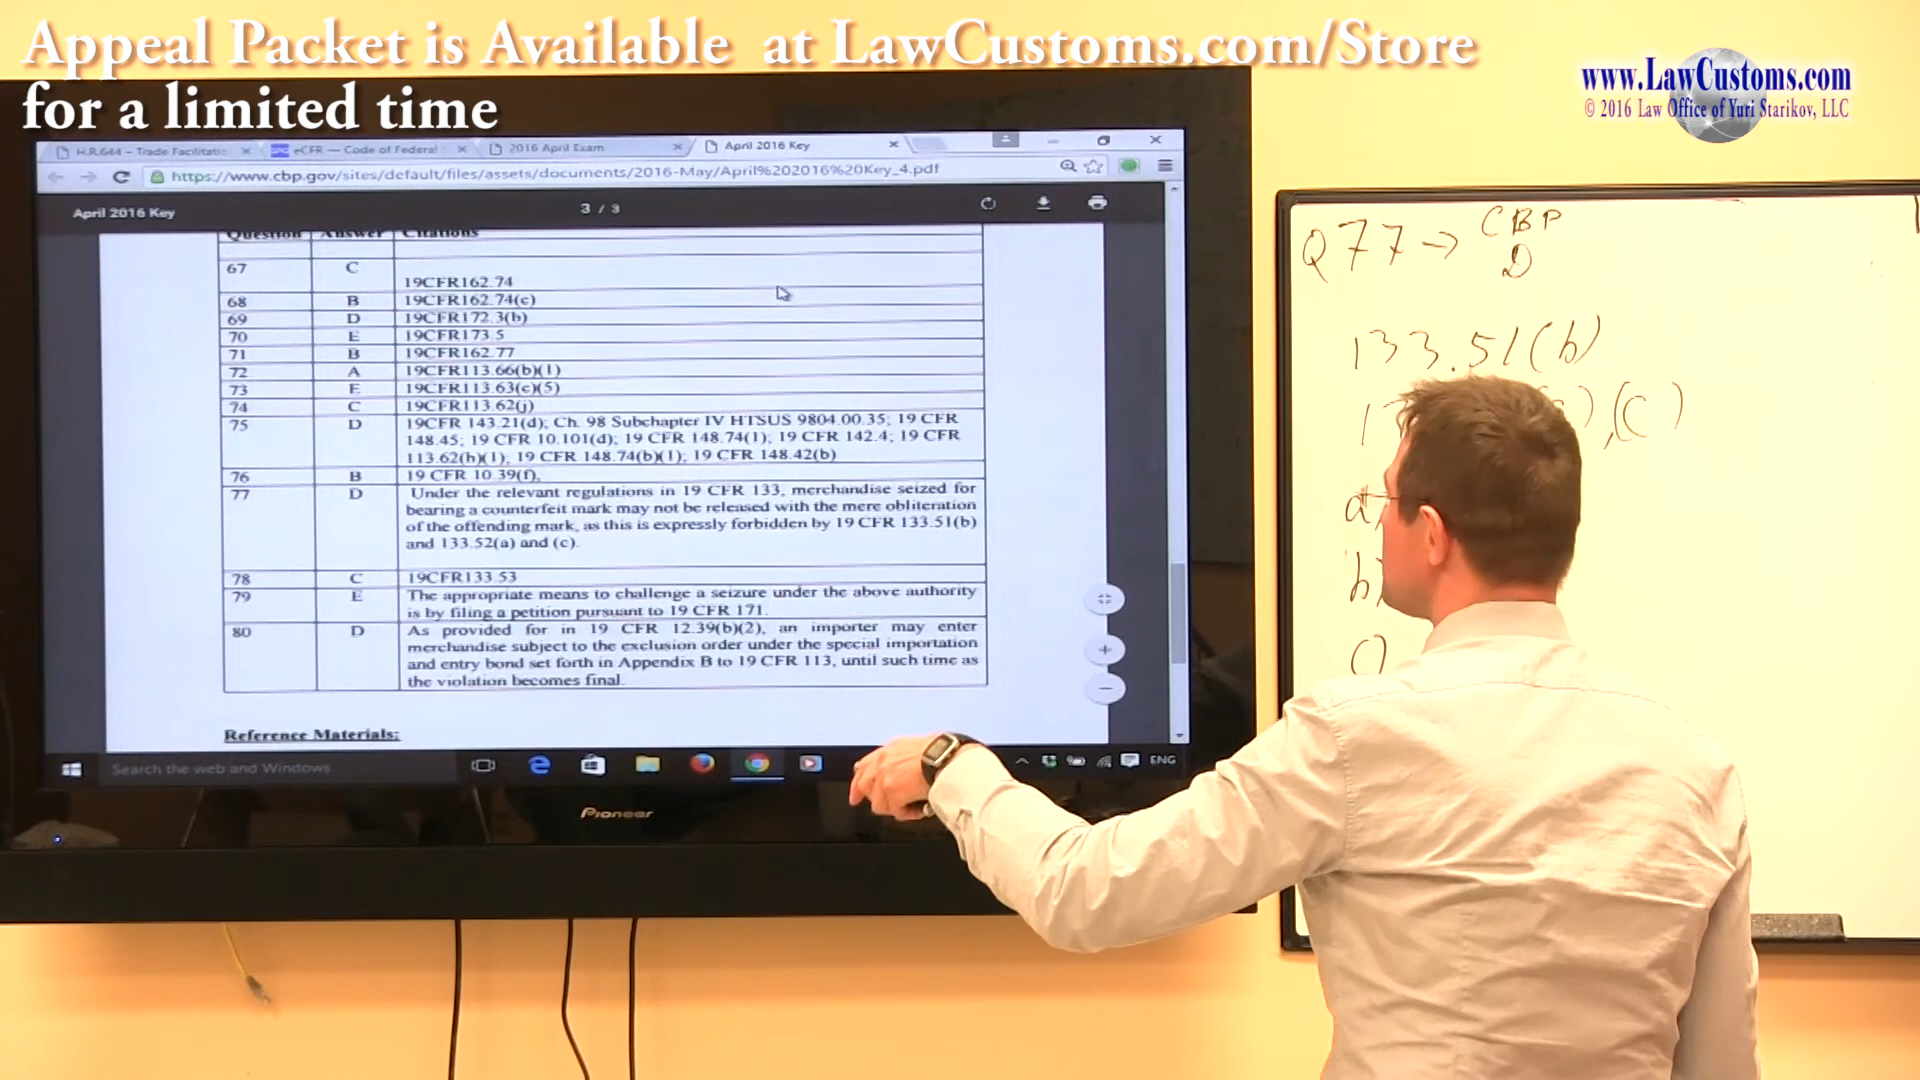 Appeal Packet is Available at LawCustoms.com/Store
for a limited time
www.LawCustoms.com
© 2016 Law Office of Yuri Starikov, LLC
H.R.644 – Trade Facilitatio
eCFR — Code of Federal
2016 April Exam
April 2016 Key
https://www.cbp.gov/sites/default/files/assets/documents/2016-May/April%202016%20Key_4.pdf
April 2016 Key
3 / 3
Question Answer Citations
67 C 19CFR162.74
68 B 19CFR162.74(c)
69 D 19CFR172.3(b)
70 E 19CFR173.5
71 B 19CFR162.77
72 A 19CFR113.66(b)(1)
73 E 19CFR113.63(c)(5)
74 C 19CFR113.62(j)
75 D 19CFR 143.21(d); Ch. 98 Subchapter IV HTSUS 9804.00.35; 19 CFR
148.45; 19 CFR 10.101(d); 19 CFR 148.74(1); 19 CFR 142.4; 19 CFR
113.62(h)(1); 19 CFR 148.74(b)(1); 19 CFR 148.42(b)
76 B 19 CFR 10.39(f),
77 D Under the relevant regulations in 19 CFR 133, merchandise seized for
bearing a counterfeit mark may not be released with the mere obliteration
of the offending mark, as this is expressly forbidden by 19 CFR 133.51(b)
and 133.52(a) and (c).
78 C 19CFR133.53
79 E The appropriate means to challenge a seizure under the above authority
is by filing a petition pursuant to 19 CFR 171.
80 D As provided for in 19 CFR 12.39(b)(2), an importer may enter
merchandise subject to the exclusion order under the special importation
and entry bond set forth in Appendix B to 19 CFR 113, until such time as
the violation becomes final.
Reference Materials:
Search the web and Windows
ENG
Pioneer
Q77 → CBP
D
133.51(b)
1 ),(c)
a)
b)